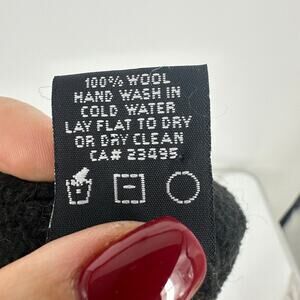 100% WOOL
HAND WASH IN
COLD WATER
LAY FLAT TO DRY
OR DRY CLEAN
CA# 23495